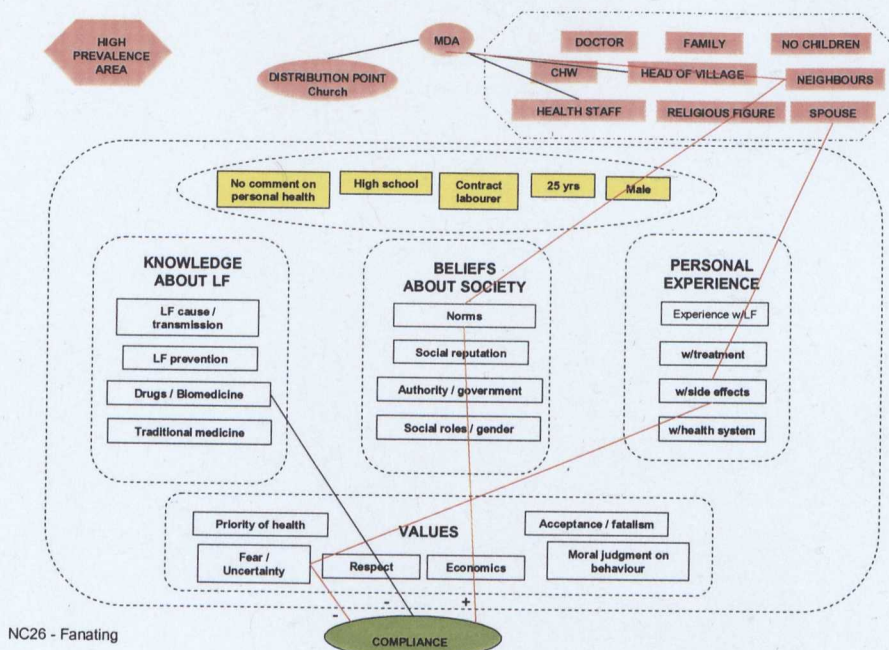 HIGH
PREVALENCE
AREA
MDA
DISTRIBUTION POINT
Church
DOCTOR
FAMILY
NO CHILDREN
CHW
HEAD OF VILLAGE
NEIGHBOURS
HEALTH STAFF
RELIGIOUS FIGURE
SPOUSE
No comment on
personal health
High school
Contract
labourer
25 yrs
Male
KNOWLEDGE
ABOUT LF
LF cause /
transmission
LF prevention
Drugs / Biomedicine
Traditional medicine
BELIEFS
ABOUT SOCIETY
Norms
Social reputation
Authority / government
Social roles / gender
PERSONAL
EXPERIENCE
Experience w/LF
w/treatment
w/side effects
w/health system
Priority of health
VALUES
Acceptance / fatalism
Fear /
Uncertainty
Respect
Economics
Moral judgment on
behaviour
- - +
COMPLIANCE
NC26 - Fanating